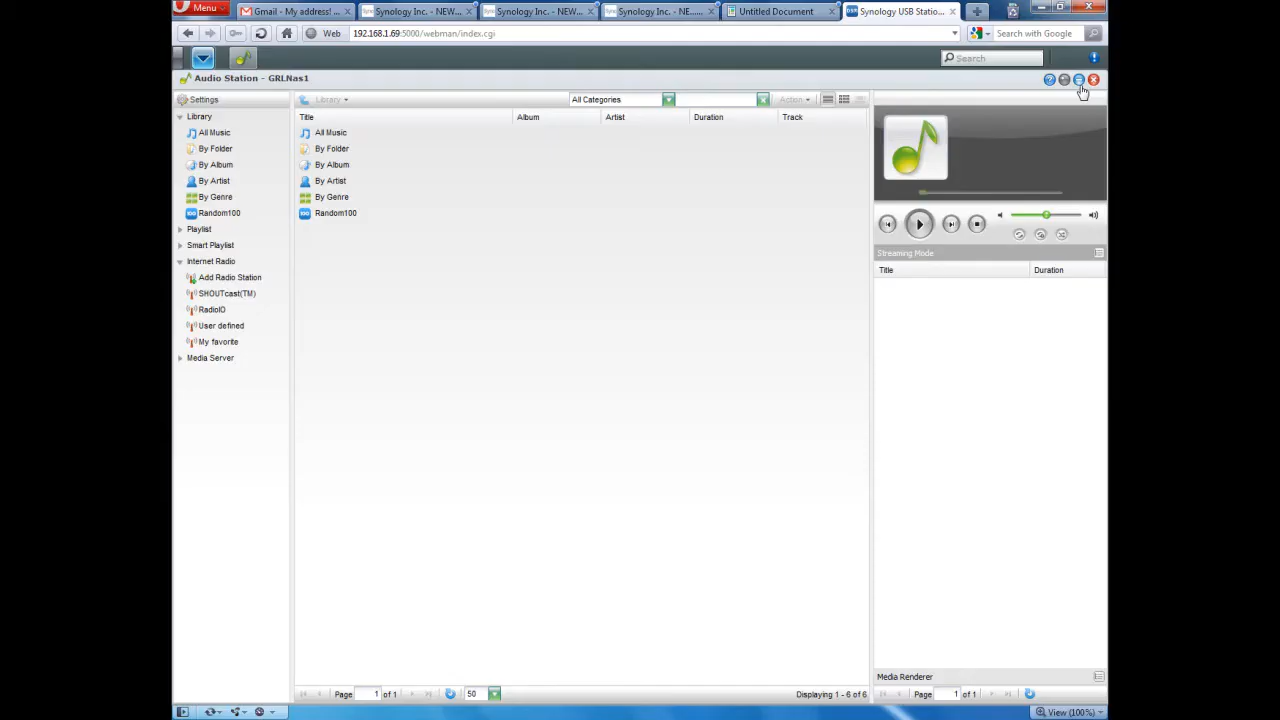 Menu
Gmail - My address! ...
Synology Inc. - NEW...
Synology Inc. - NEW...
Synology Inc. - NE......
Untitled Document
Synology USB Statio...
Web
192.168.1.69:5000/webman/index.cgi
Search with Google
Search
Audio Station - GRLNas1
Settings
Library
All Categories
Action
Library
All Music
By Folder
By Album
By Artist
By Genre
Random100
Playlist
Smart Playlist
Internet Radio
Add Radio Station
SHOUTcast(TM)
RadioIO
User defined
My favorite
Media Server
Title Album Artist Duration Track
All Music
By Folder
By Album
By Artist
By Genre
100 Random100
Streaming Mode
Title Duration
Media Renderer
Page 1 of 1
50
Displaying 1 - 6 of 6
Page 1 of 1
View (100%)